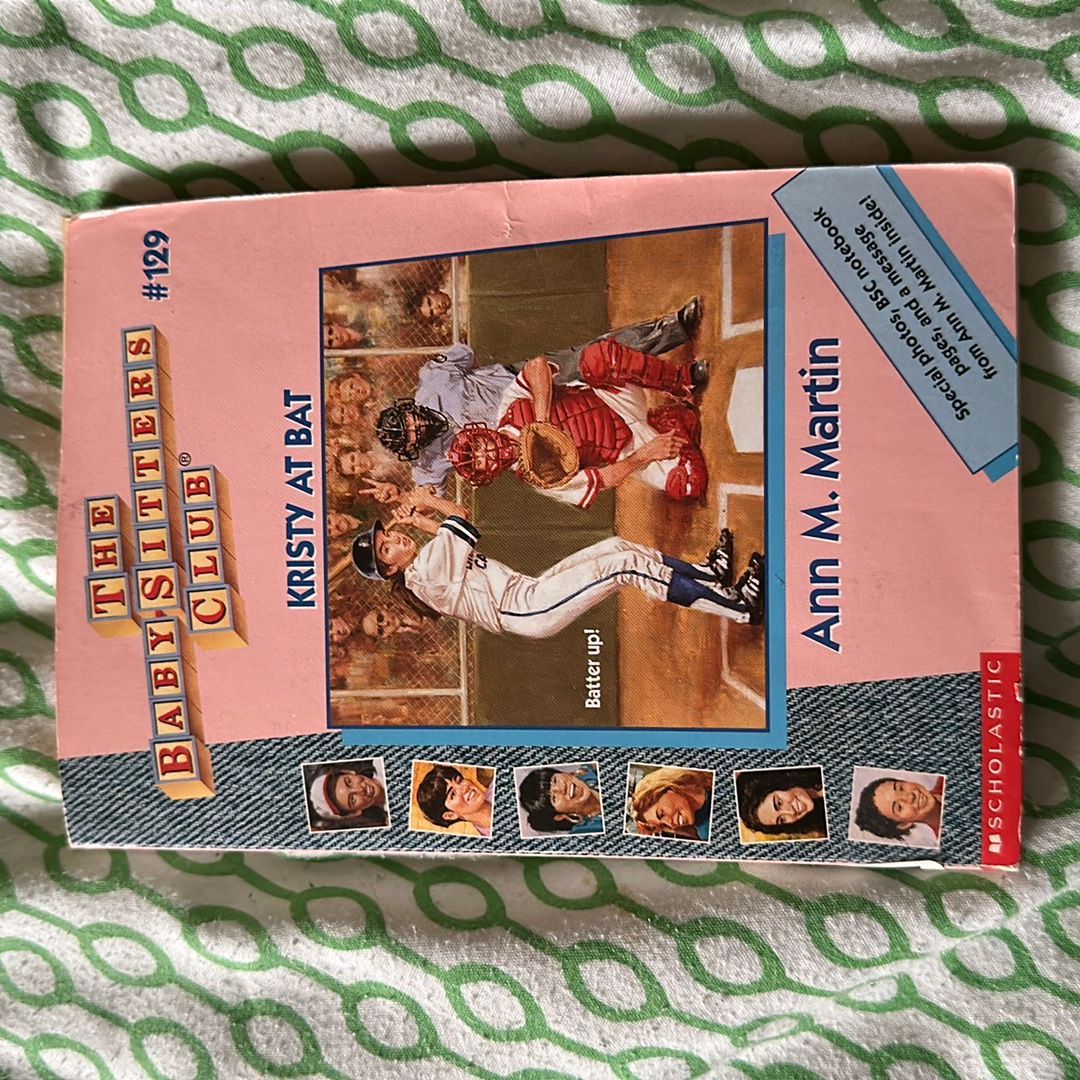 #129
THE
BABY-SITTERS
CLUB®
KRISTY AT BAT
Batter up!
Ann M. Martin
Special photos, BSC notebook
pages, and a message
from Ann M. Martin inside!
SCHOLASTIC